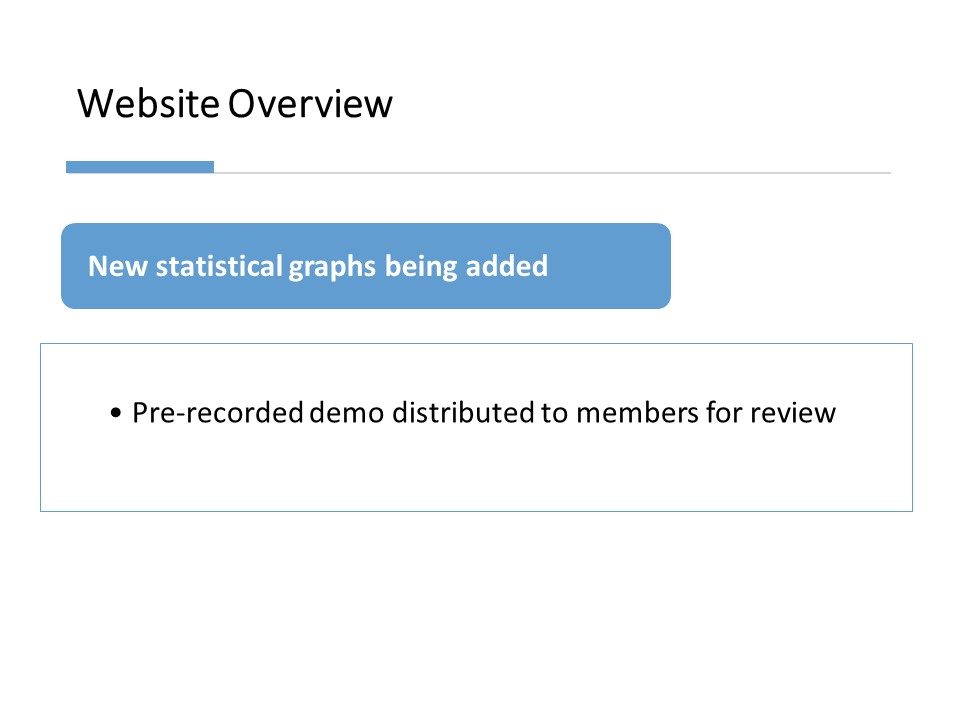 Website Overview
New statistical graphs being added
• Pre-recorded demo distributed to members for review